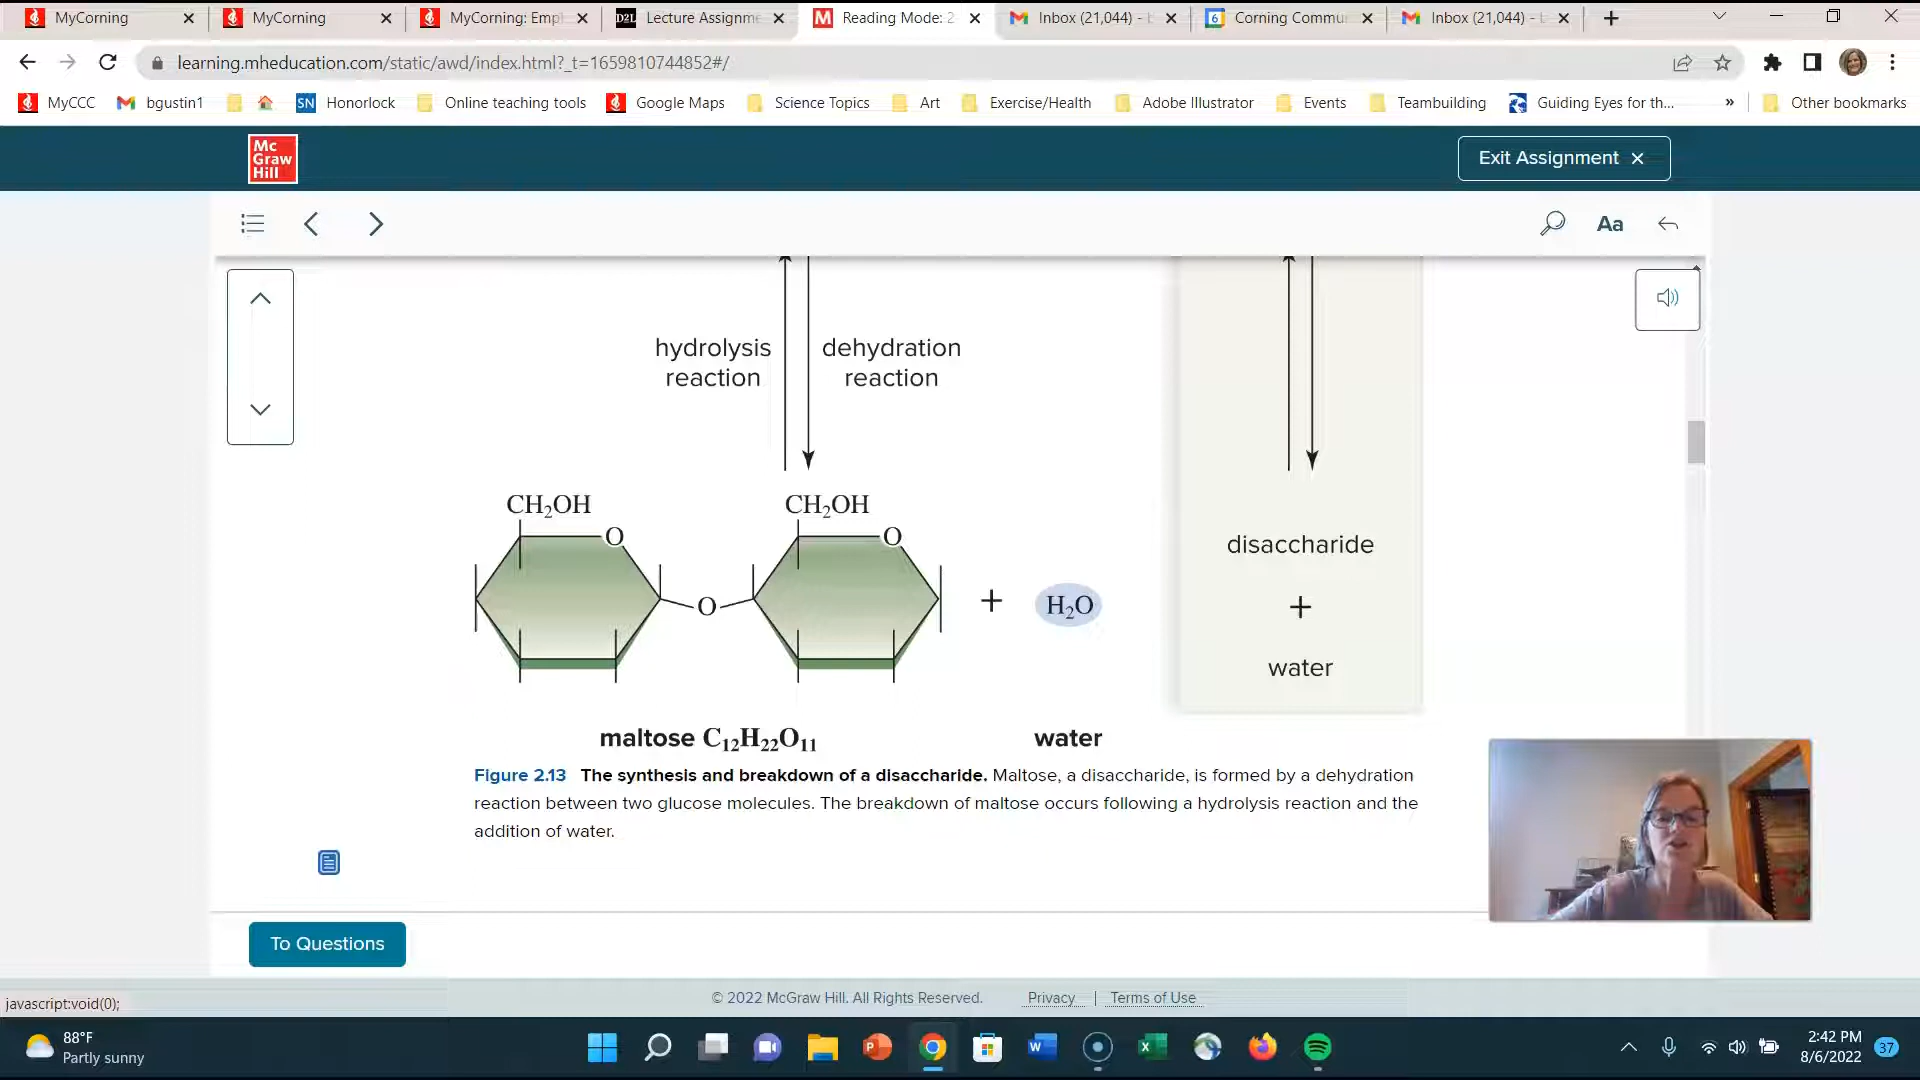 MyCorning
MyCorning
MyCorning: Emp
D2L
Lecture Assignme
Reading Mode: 2
Inbox (21,044) -
6
Corning Commu
Inbox (21,044) -
learning.mheducation.com/static/awd/index.html?_t=1659810744852#/
MyCCC
bgustin1
SN
Honorlock
Online teaching tools
Google Maps
Science Topics
Art
Exercise/Health
Adobe Illustrator
Events
Teambuilding
Guiding Eyes for th...
»
Other bookmarks
Mc
Graw
Hill
Exit Assignment ×
Aa
hydrolysis
reaction
dehydration
reaction
CH₂OH
CH₂OH
O
O
O
+
H₂O
disaccharide
+
water
maltose C₁₂H₂₂O₁₁
water
Figure 2.13 The synthesis and breakdown of a disaccharide. Maltose, a disaccharide, is formed by a dehydration
reaction between two glucose molecules. The breakdown of maltose occurs following a hydrolysis reaction and the
addition of water.
To Questions
© 2022 McGraw Hill. All Rights Reserved.
Privacy | Terms of Use
javascript:void(0);
88°F
Partly sunny
2:42 PM
8/6/2022
37